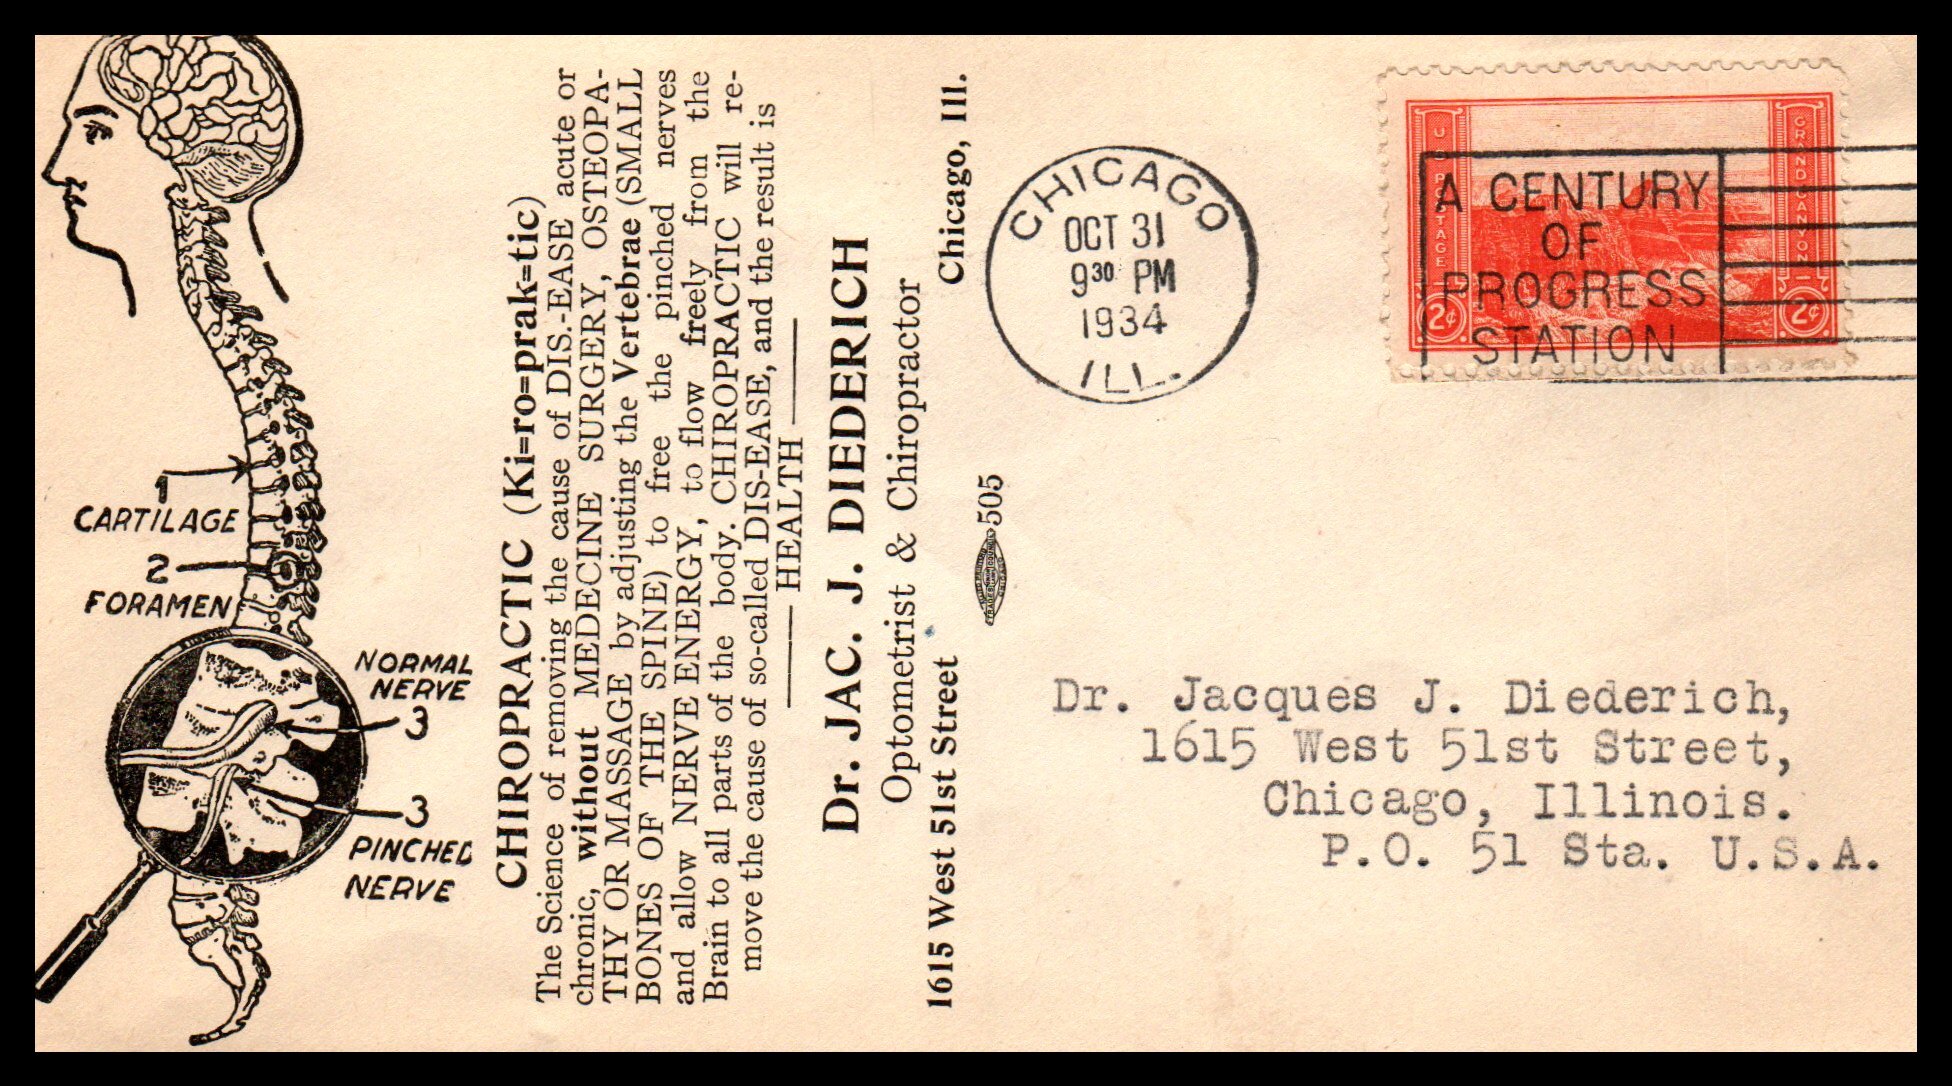 1
CARTILAGE
2
FORAMEN
NORMAL
NERVE
3
3
PINCHED
NERVE
CHIROPRACTIC (Ki=ro=prak=tic)
The Science of removing the cause of DIS.-EASE acute or
chronic, without MEDECINE SURGERY, OSTEOPA-
THY OR MASSAGE by adjusting the Vertebrae (SMALL
BONES OF THE SPINE) to free the pinched nerves
and allow NERVE ENERGY, to flow freely from the
Brain to all parts of the body. CHIROPRACTIC will re-
move the cause of so-called DIS-EASE, and the result is
HEALTH
Dr. JAC. J. DIEDERICH
Optometrist & Chiropractor
1615 West 51st Street Chicago, Ill.
505
CHICAGO
OCT 31
9 30 PM
1934
ILL.
U.S. POSTAGE
GRAND CANYON
2¢ 2¢
A CENTURY
OF
PROGRESS
STATION
Dr. Jacques J. Diederich,
1615 West 51st Street,
Chicago, Illinois.
P.O. 51 Sta. U.S.A.